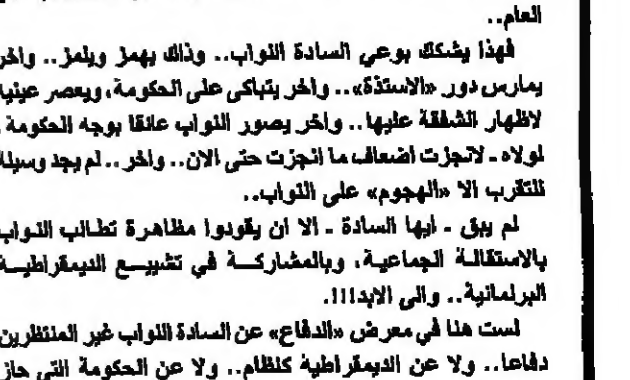 العام..
فهذا يشكك بوعي السادة النواب.. وذاك يهمز ويلمز.. واخر
يمارس دور «الاستذة».. واخر يتباكى على الحكومة، ويعصر عينيه
لاظهار الشفقة عليها.. واخر يصور النواب عائقا بوجه الحكومة
لولاه ـ لانجزت اضعاف ما انجزت حتى الان.. واخر.. لم يجد وسيلة
للتقرب الا «الهجوم» على النواب..
لم يبق ـ ايها السادة ـ الا ان يقودوا مظاهرة تطالب النواب
بالاستقالة الجماعية، وبالمشاركة في تشييع الديمقراطية
البرلمانية.. والى الابد!!!.
لست هنا في معرض «الدفاع» عن السادة النواب غير المنتظرين
دفاعا.. ولا عن الديمقراطية كنظام.. ولا عن الحكومة التي حاز